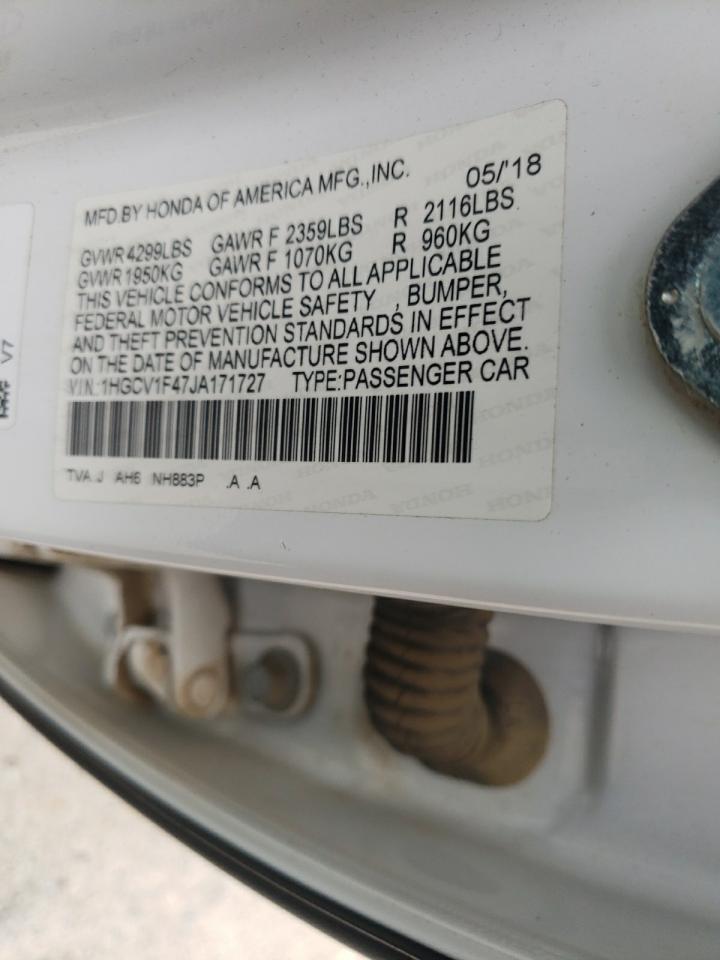 MFD.BY HONDA OF AMERICA MFG.,INC. 05/'18
GVWR 4299LBS GAWR F 2359LBS R 2116LBS
GVWR 1950KG GAWR F 1070KG R 960KG
THIS VEHICLE CONFORMS TO ALL APPLICABLE
FEDERAL MOTOR VEHICLE SAFETY , BUMPER,
AND THEFT PREVENTION STANDARDS IN EFFECT
ON THE DATE OF MANUFACTURE SHOWN ABOVE.
V.I.N.:1HGCV1F47JA171727 TYPE:PASSENGER CAR
TVA J AH6 NH883P .A .A
V7